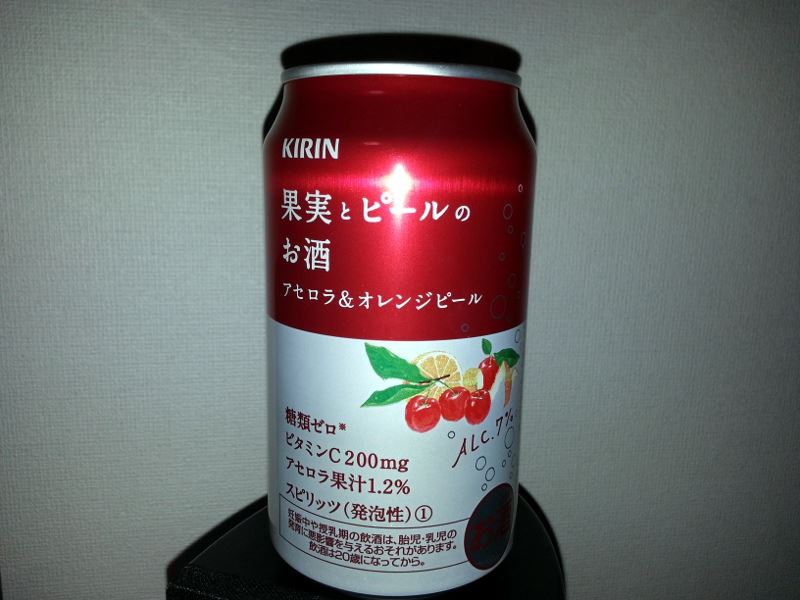 KIRIN
果実とピールの
お酒
アセロラ&オレンジピール
ALC.7%
糖類ゼロ※
ビタミンC 200mg
アセロラ果汁1.2%
スピリッツ(発泡性)①
妊娠中や授乳期の飲酒は、胎児・乳児の
発育に悪影響を与えるおそれがあります。
飲酒は20歳になってから。
お酒